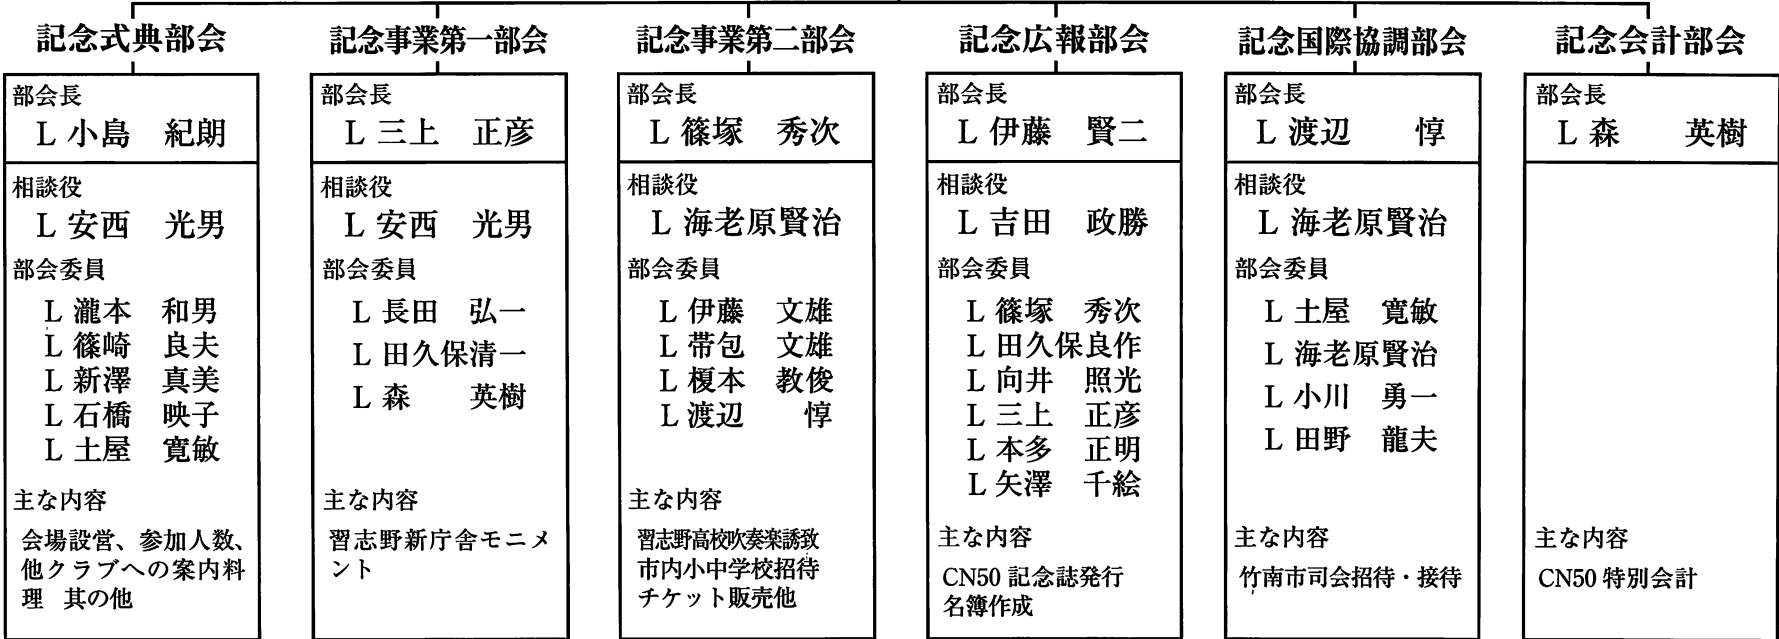 記念式典部会
部会長
L 小島　紀朗
相談役
L 安西　光男
部会委員
L 瀧本　和男
L 篠崎　良夫
L 新澤　真美
L 石橋　映子
L 土屋　寛敏
主な内容
会場設営、参加人数、
他クラブへの案内料
理　其の他
記念事業第一部会
部会長
L 三上　正彦
相談役
L 安西　光男
部会委員
L 長田　弘一
L 田久保清一
L 森　　英樹
主な内容
習志野新庁舎モニメ
ント
記念事業第二部会
部会長
L 篠塚　秀次
相談役
L 海老原賢治
部会委員
L 伊藤　文雄
L 帯包　文雄
L 榎本　教俊
L 渡辺　　惇
主な内容
習志野高校吹奏楽誘致
市内小中学校招待
チケット販売他
記念広報部会
部会長
L 伊藤　賢二
相談役
L 吉田　政勝
部会委員
L 篠塚　秀次
L 田久保良作
L 向井　照光
L 三上　正彦
L 本多　正明
L 矢澤　千絵
主な内容
CN50 記念誌発行
名簿作成
記念国際協調部会
部会長
L 渡辺　　惇
相談役
L 海老原賢治
部会委員
L 土屋　寛敏
L 海老原賢治
L 小川　勇一
L 田野　龍夫
主な内容
竹南市司会招待・接待
記念会計部会
部会長
L 森　　英樹
主な内容
CN50 特別会計